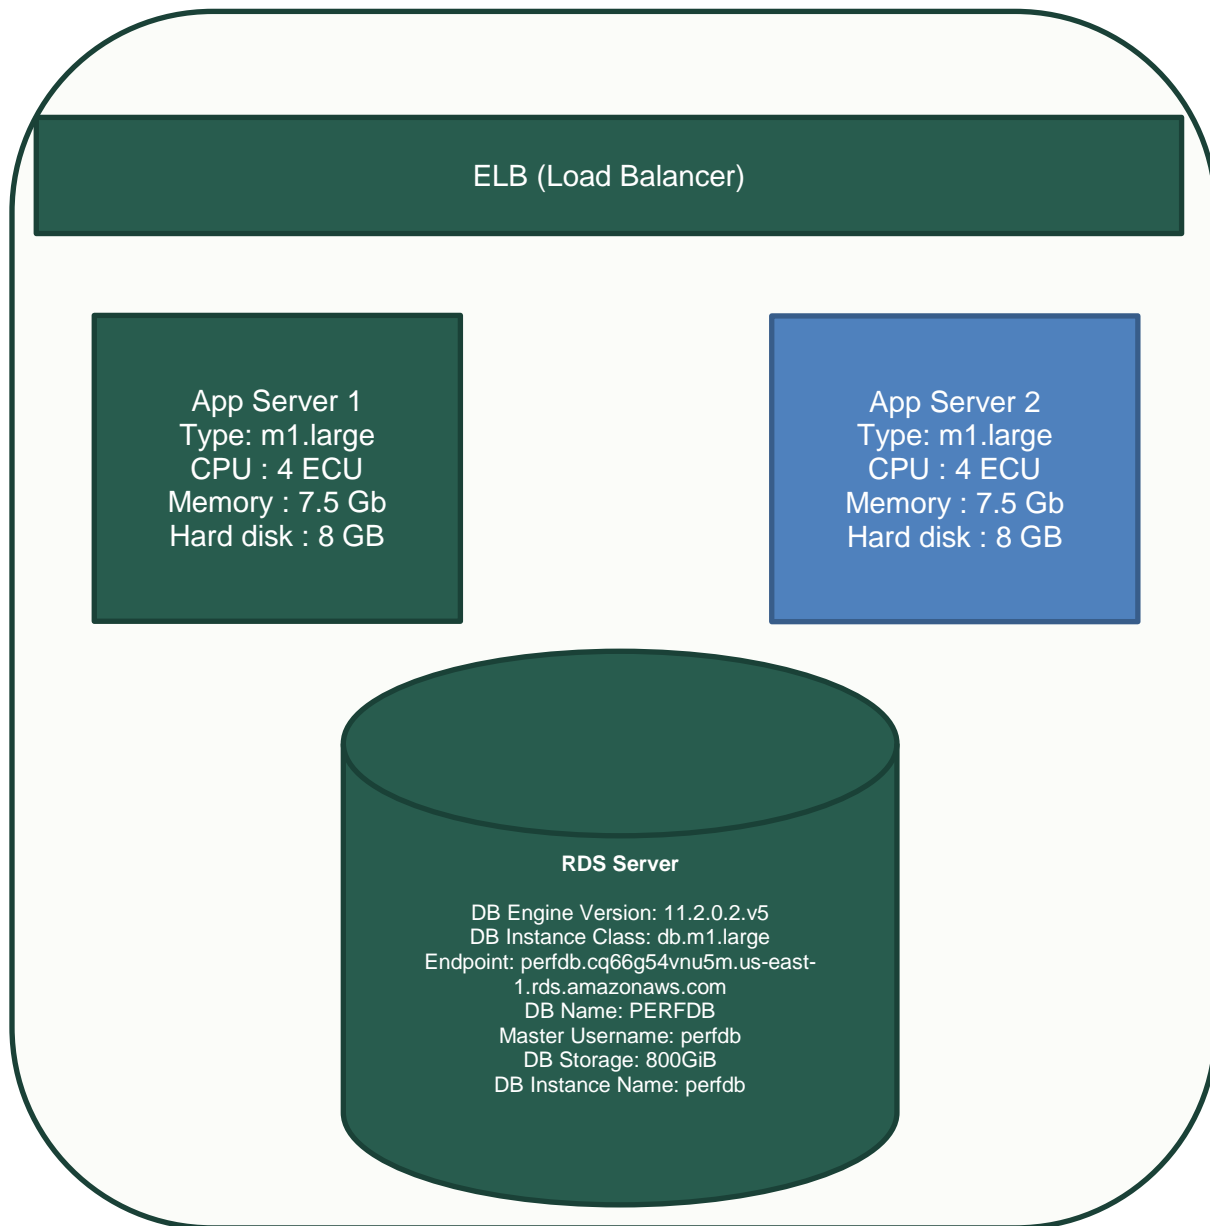 ELB (Load Balancer)
App Server 1
Type: m1.large
CPU : 4 ECU
Memory : 7.5 Gb
Hard disk : 8 GB
App Server 2
Type: m1.large
CPU : 4 ECU
Memory : 7.5 Gb
Hard disk : 8 GB
RDS Server
DB Engine Version: 11.2.0.2.v5
DB Instance Class: db.m1.large
Endpoint: perfdb.cq66g54vnu5m.us-east-
1.rds.amazonaws.com
DB Name: PERFDB
Master Username: perfdb
DB Storage: 800GiB
DB Instance Name: perfdb